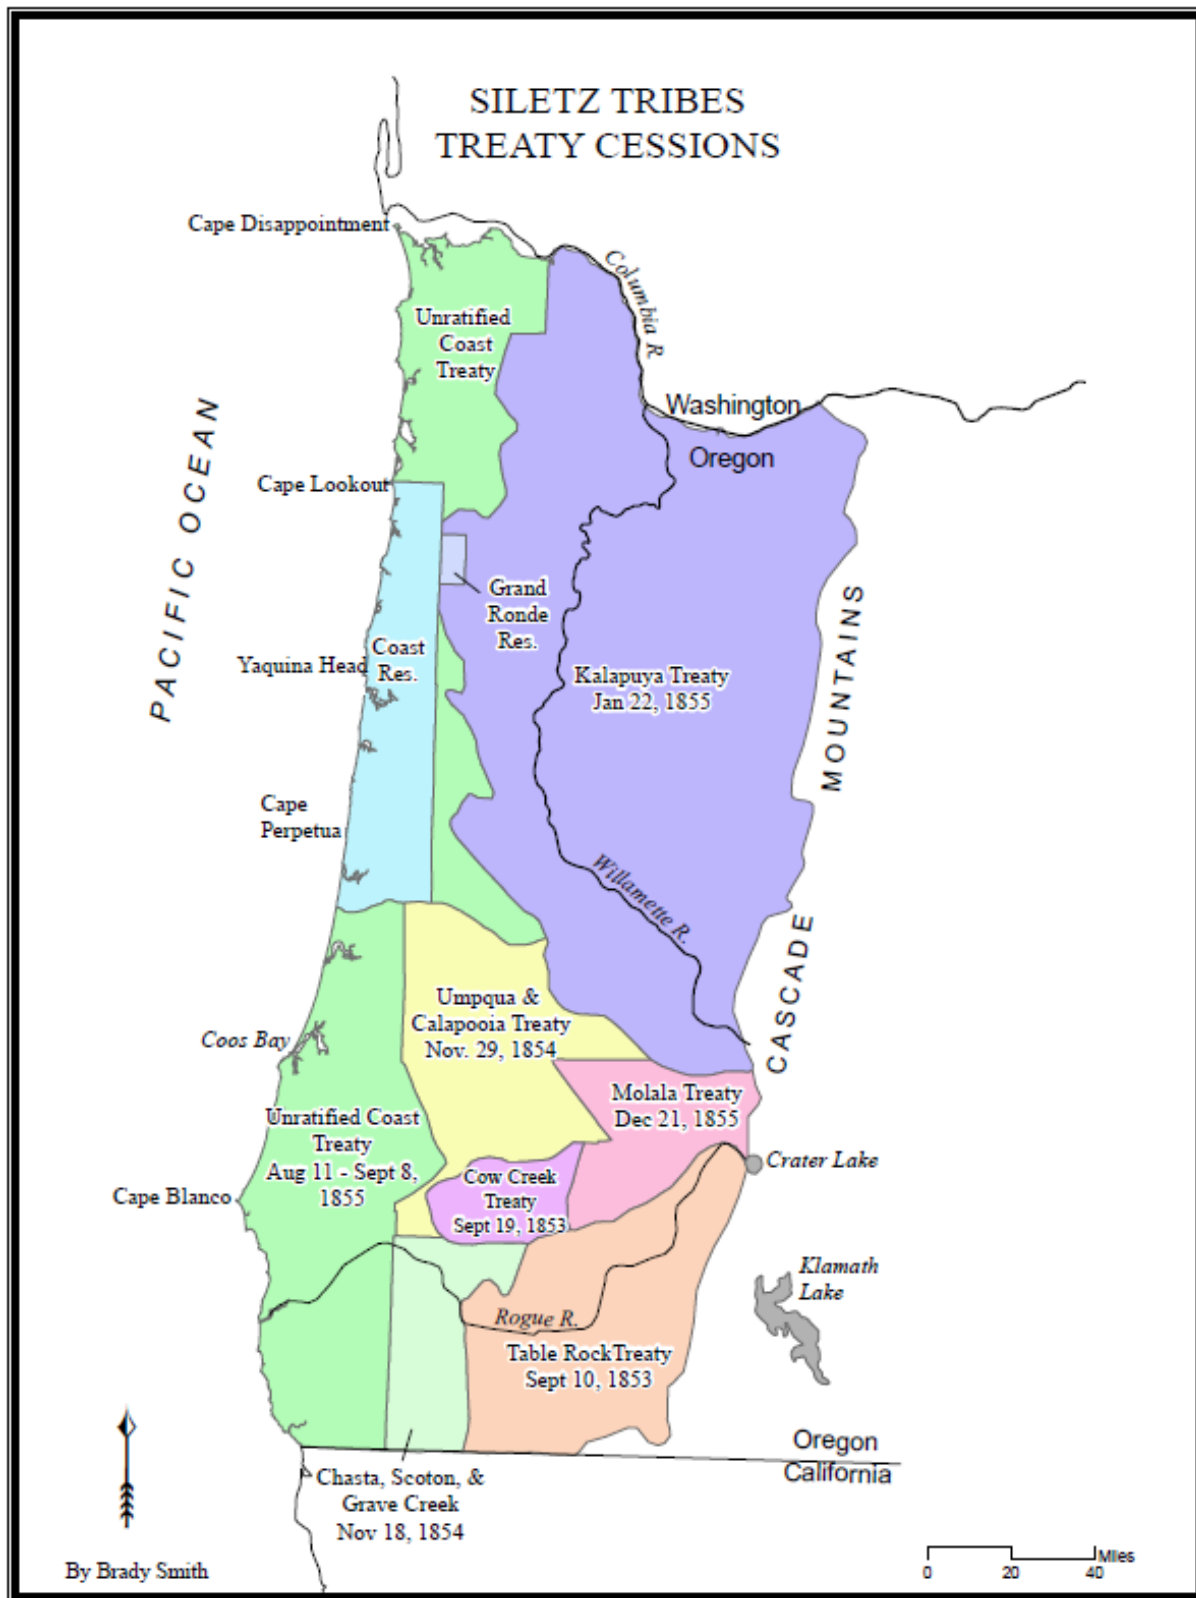 SILETZ TRIBES
TREATY CESSIONS
Cape Disappointment
Columbia R.
Unratified
Coast
Treaty
Washington
Oregon
PACIFIC OCEAN
Cape Lookout
Grand
Ronde
Res.
Coast
Res.
Yaquina Head
Kalapuya Treaty
Jan 22, 1855
CASCADE MOUNTAINS
Cape
Perpetua
Willamette R.
Umpqua &
Calapooia Treaty
Nov. 29, 1854
Coos Bay
Molala Treaty
Dec 21, 1855
Unratified Coast
Treaty
Aug 11 - Sept 8,
1855
Crater Lake
Cow Creek
Treaty
Sept 19, 1853
Cape Blanco
Klamath
Lake
Rogue R.
Table RockTreaty
Sept 10, 1853
Oregon
California
Chasta, Scoton, &
Grave Creek
Nov 18, 1854
By Brady Smith
Miles
0 20 40